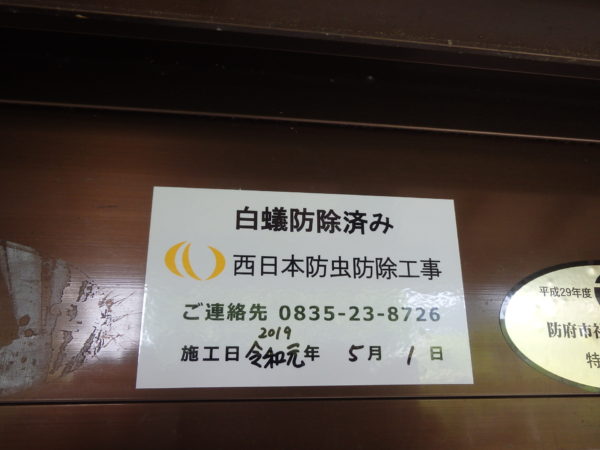 白蟻防除済み
西日本防虫防除工事
ご連絡先 0835-23-8726
2019
施工日 令和元年 5月 1日
平成29年度
防府市社
特